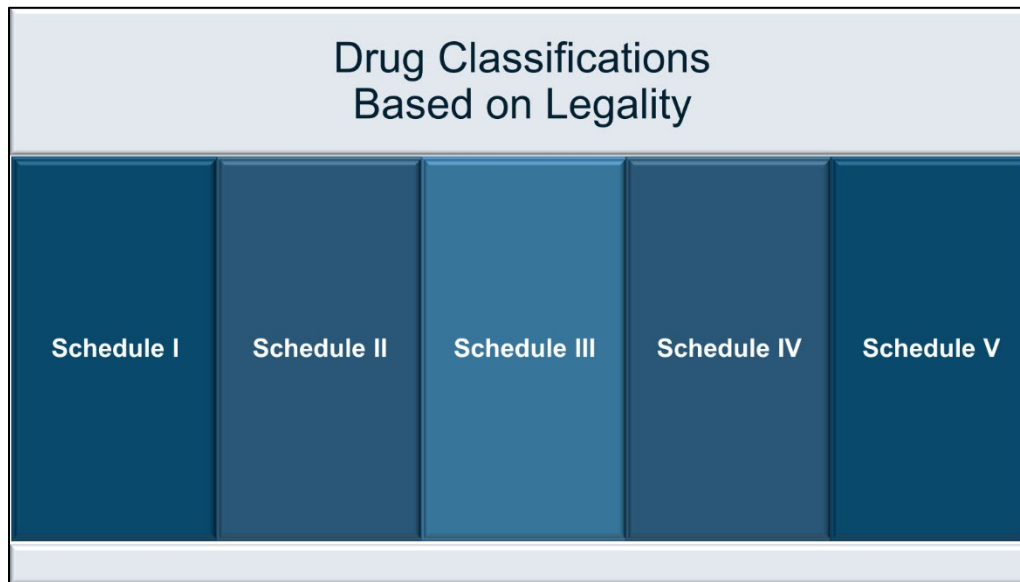 Drug Classifications
Based on Legality
Schedule I
Schedule II
Schedule III
Schedule IV
Schedule V